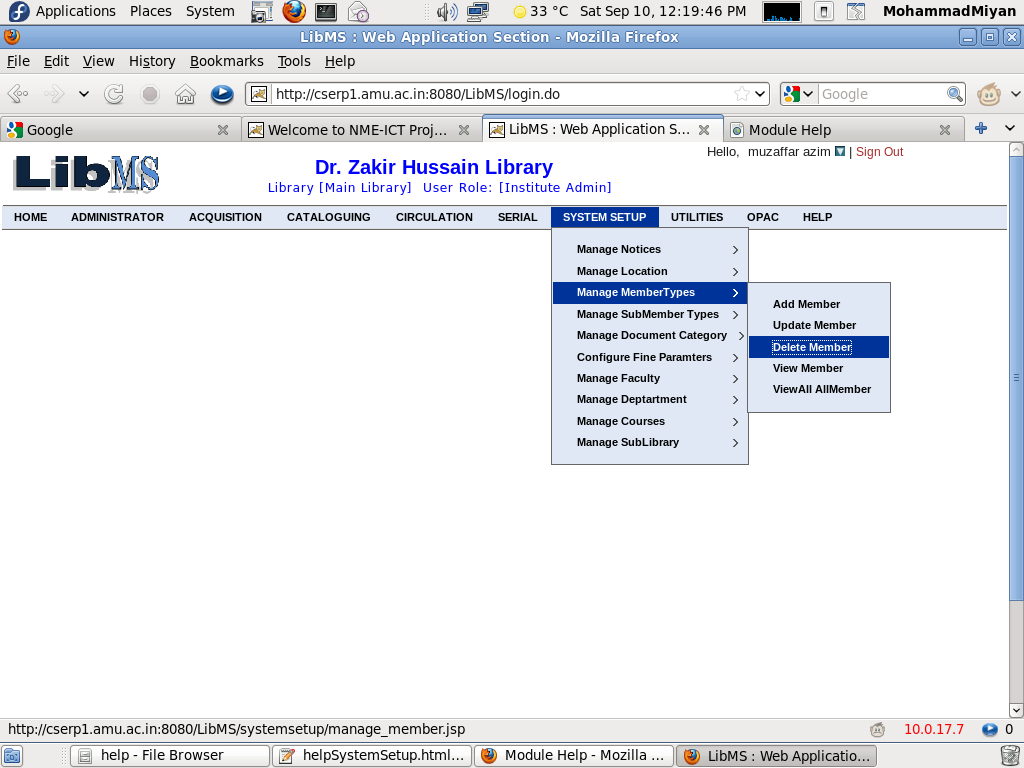 Applications Places System 33 °C Sat Sep 10, 12:19:46 PM MohammadMiyan
LibMS : Web Application Section - Mozilla Firefox
File Edit View History Bookmarks Tools Help
http://cserp1.amu.ac.in:8080/LibMS/login.do Google
Google Welcome to NME-ICT Proj... LibMS : Web Application S... Module Help
Hello, muzaffar azim | Sign Out
LibMS
Dr. Zakir Hussain Library
Library [Main Library] User Role: [Institute Admin]
HOME ADMINISTRATOR ACQUISITION CATALOGUING CIRCULATION SERIAL SYSTEM SETUP UTILITIES OPAC HELP
Manage Notices
Manage Location
Manage MemberTypes
Manage SubMember Types
Manage Document Category
Configure Fine Paramters
Manage Faculty
Manage Deptartment
Manage Courses
Manage SubLibrary
Add Member
Update Member
Delete Member
View Member
ViewAll AllMember
http://cserp1.amu.ac.in:8080/LibMS/systemsetup/manage_member.jsp 10.0.17.7 0
help - File Browser helpSystemSetup.html... Module Help - Mozilla ... LibMS : Web Applicatio...